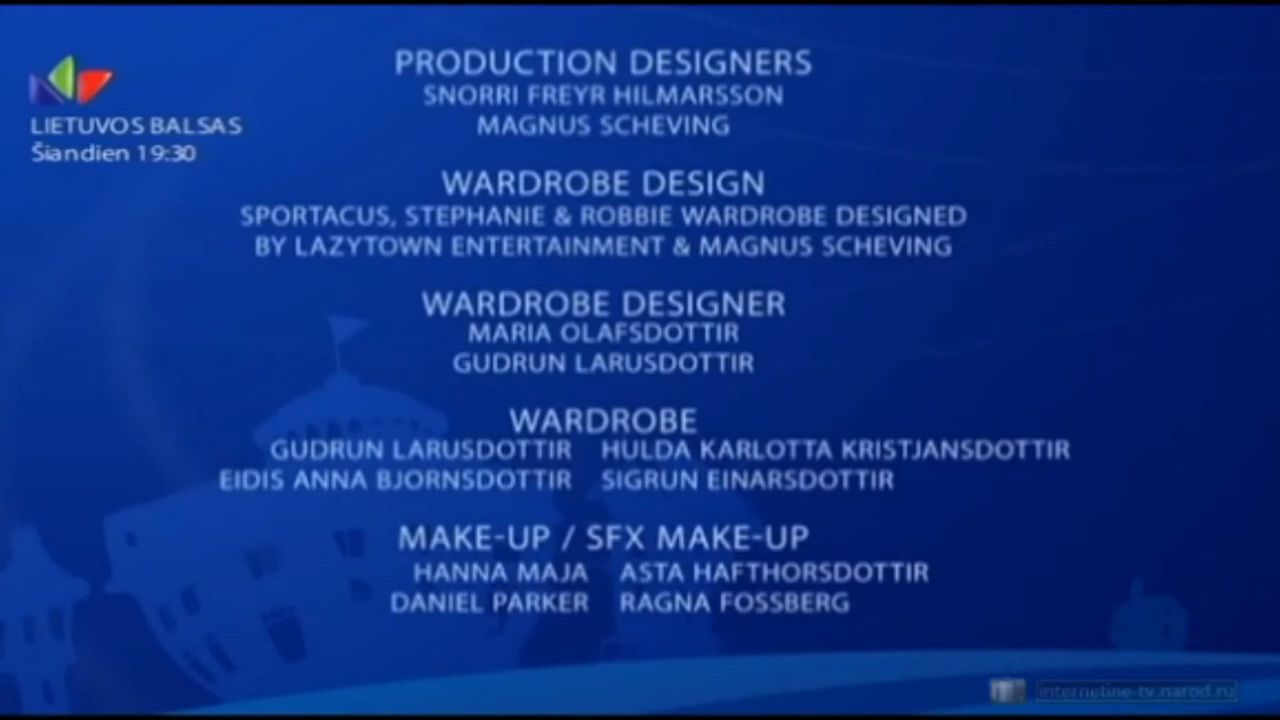 PRODUCTION DESIGNERS
SNORRI FREYR HILMARSSON
MAGNUS SCHEVING
LIETUVOS BALSAS
Šiandien 19:30
WARDROBE DESIGN
SPORTACUS, STEPHANIE & ROBBIE WARDROBE DESIGNED
BY LAZYTOWN ENTERTAINMENT & MAGNUS SCHEVING
WARDROBE DESIGNER
MARIA OLAFSDOTTIR
GUDRUN LARUSDOTTIR
WARDROBE
GUDRUN LARUSDOTTIR HULDA KARLOTTA KRISTJANSDOTTIR
EIDIS ANNA BJORNSDOTTIR SIGRUN EINARSDOTTIR
MAKE-UP / SFX MAKE-UP
HANNA MAJA ASTA HAFTHORSDOTTIR
DANIEL PARKER RAGNA FOSSBERG
internetine-tv.narod.ru